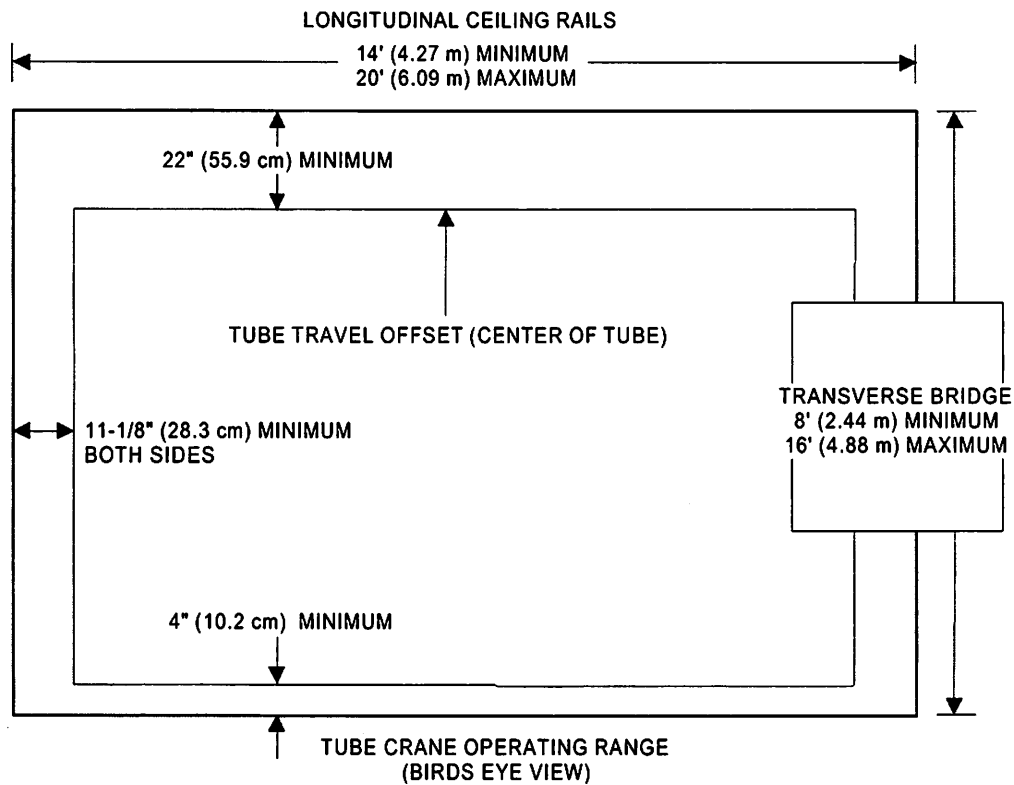 LONGITUDINAL CEILING RAILS
14' (4.27 m) MINIMUM
20' (6.09 m) MAXIMUM
22" (55.9 cm) MINIMUM
TUBE TRAVEL OFFSET (CENTER OF TUBE)
TRANSVERSE BRIDGE
8' (2.44 m) MINIMUM
16' (4.88 m) MAXIMUM
11-1/8" (28.3 cm) MINIMUM
BOTH SIDES
4" (10.2 cm) MINIMUM
TUBE CRANE OPERATING RANGE
(BIRDS EYE VIEW)